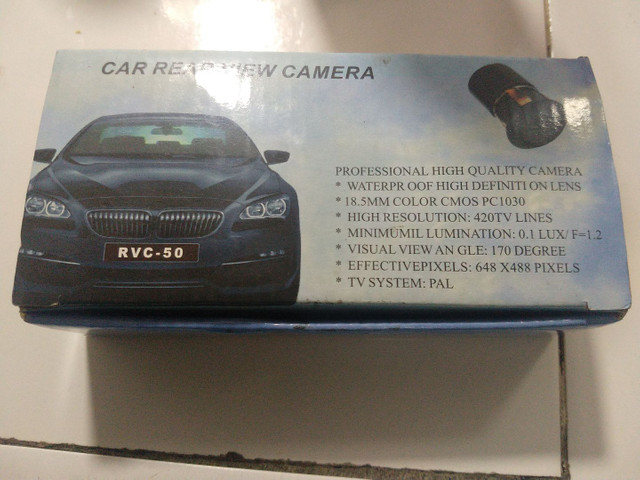 CAR REAR VIEW CAMERA
PROFESSIONAL HIGH QUALITY CAMERA
* WATERPR OOF HIGH DEFINITI ON LENS
* 18.5MM COLOR CMOS PC1030
* HIGH RESOLUTION: 420TV LINES
* MINIMUMIL LUMINATION: 0.1 LUX/ F=1.2
* VISUAL VIEW AN GLE: 170 DEGREE
* EFFECTIVEPIXELS: 648 X488 PIXELS
* TV SYSTEM: PAL
RVC-50